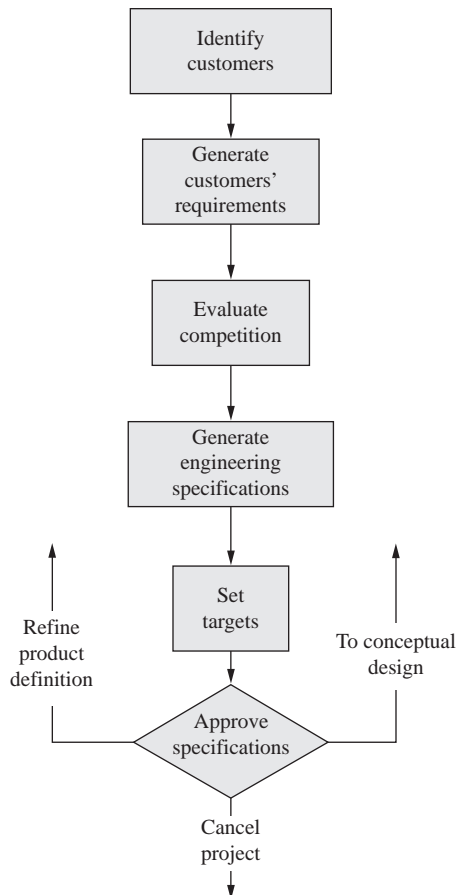 Identify
customers
Generate
customers’
requirements
Evaluate
competition
Generate
engineering
specifications
Set
targets
Refine
product
definition
To conceptual
design
Approve
specifications
Cancel
project